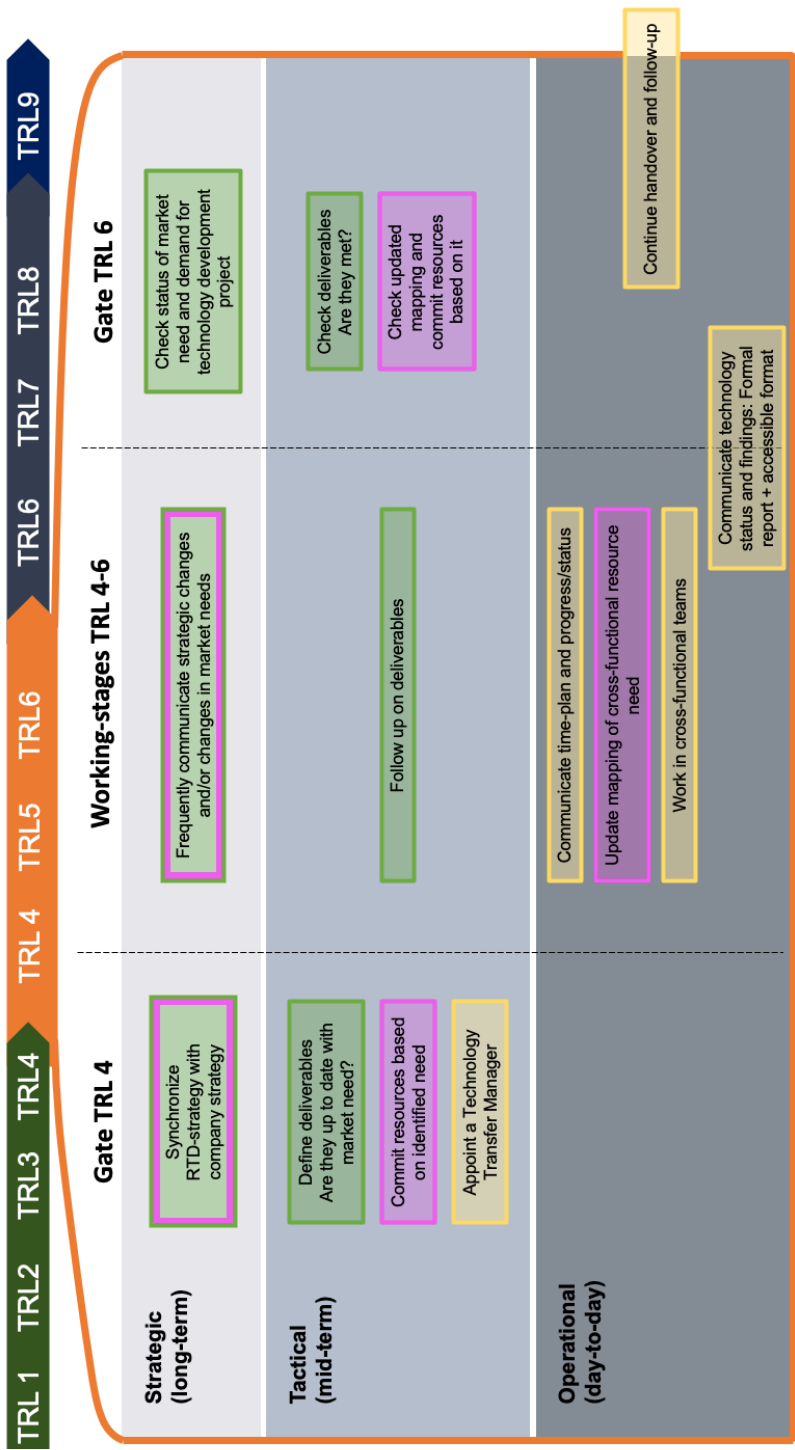 TRL 1
TRL2
TRL3
TRL4
TRL 4
TRL5
TRL6
TRL6
TRL7
TRL8
TRL9
Gate TRL 4
Working-stages TRL 4-6
Gate TRL 6
Strategic
(long-term)
Synchronize
RTD-strategy with
company strategy
Frequently communicate strategic changes
and/or changes in market needs
Check status of market
need and demand for
technology development
project
Tactical
(mid-term)
Define deliverables
Are they up to date with
market need?
Commit resources based
on identified need
Appoint a Technology
Transfer Manager
Follow up on deliverables
Check deliverables
Are they met?
Check updated
mapping and
commit resources
based on it
Operational
(day-to-day)
Communicate time-plan and progress/status
Update mapping of cross-functional resource
need
Work in cross-functional teams
Communicate technology
status and findings: Formal
report + accessible format
Continue handover and follow-up